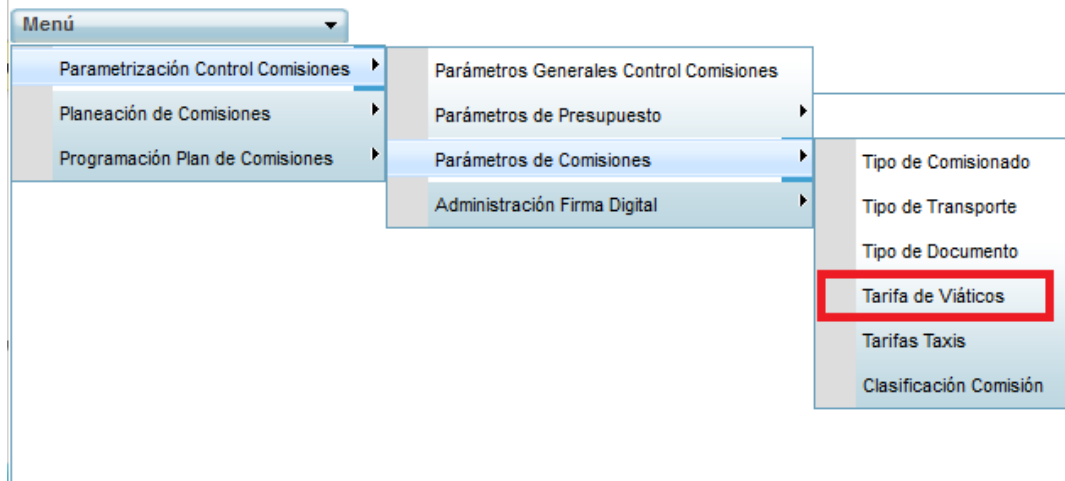 Menú
Parametrización Control Comisiones
Planeación de Comisiones
Programación Plan de Comisiones
Parámetros Generales Control Comisiones
Parámetros de Presupuesto
Parámetros de Comisiones
Administración Firma Digital
Tipo de Comisionado
Tipo de Transporte
Tipo de Documento
Tarifa de Viáticos
Tarifas Taxis
Clasificación Comisión